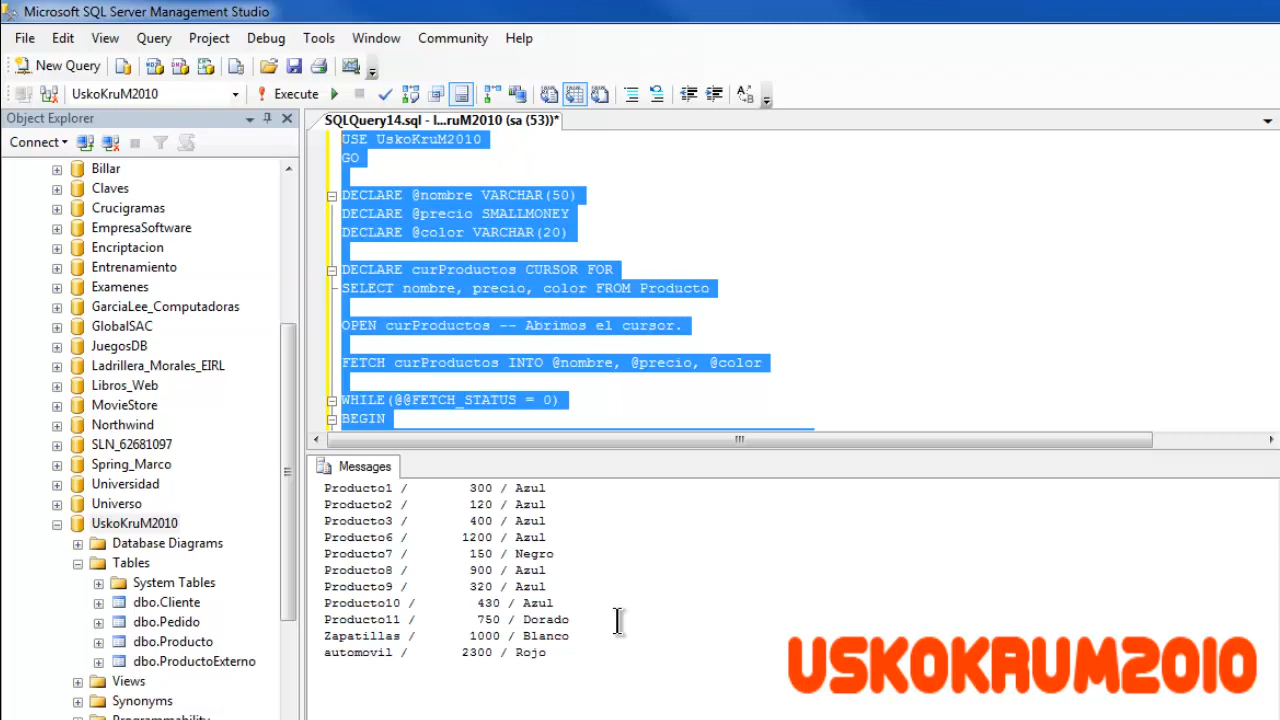 Microsoft SQL Server Management Studio
File Edit View Query Project Debug Tools Window Community Help
New Query
UskoKruM2010 Execute
Object Explorer
Connect
Billar
Claves
Crucigramas
EmpresaSoftware
Encriptacion
Entrenamiento
Examenes
GarciaLee_Computadoras
GlobalSAC
JuegosDB
Ladrillera_Morales_EIRL
Libros_Web
MovieStore
Northwind
SLN_62681097
Spring_Marco
Universidad
Universo
UskoKruM2010
Database Diagrams
Tables
System Tables
dbo.Cliente
dbo.Pedido
dbo.Producto
dbo.ProductoExterno
Views
Synonyms
Programmability
SQLQuery14.sql - l...ruM2010 (sa (53))*
USE UskoKruM2010
GO
DECLARE @nombre VARCHAR(50)
DECLARE @precio SMALLMONEY
DECLARE @color VARCHAR(20)
DECLARE curProductos CURSOR FOR
SELECT nombre, precio, color FROM Producto
OPEN curProductos -- Abrimos el cursor.
FETCH curProductos INTO @nombre, @precio, @color
WHILE(@@FETCH_STATUS = 0)
BEGIN
Messages
Producto1 / 300 / Azul
Producto2 / 120 / Azul
Producto3 / 400 / Azul
Producto6 / 1200 / Azul
Producto7 / 150 / Negro
Producto8 / 900 / Azul
Producto9 / 320 / Azul
Producto10 / 430 / Azul
Producto11 / 750 / Dorado
Zapatillas / 1000 / Blanco
automovil / 2300 / Rojo
USKOKRUM2010